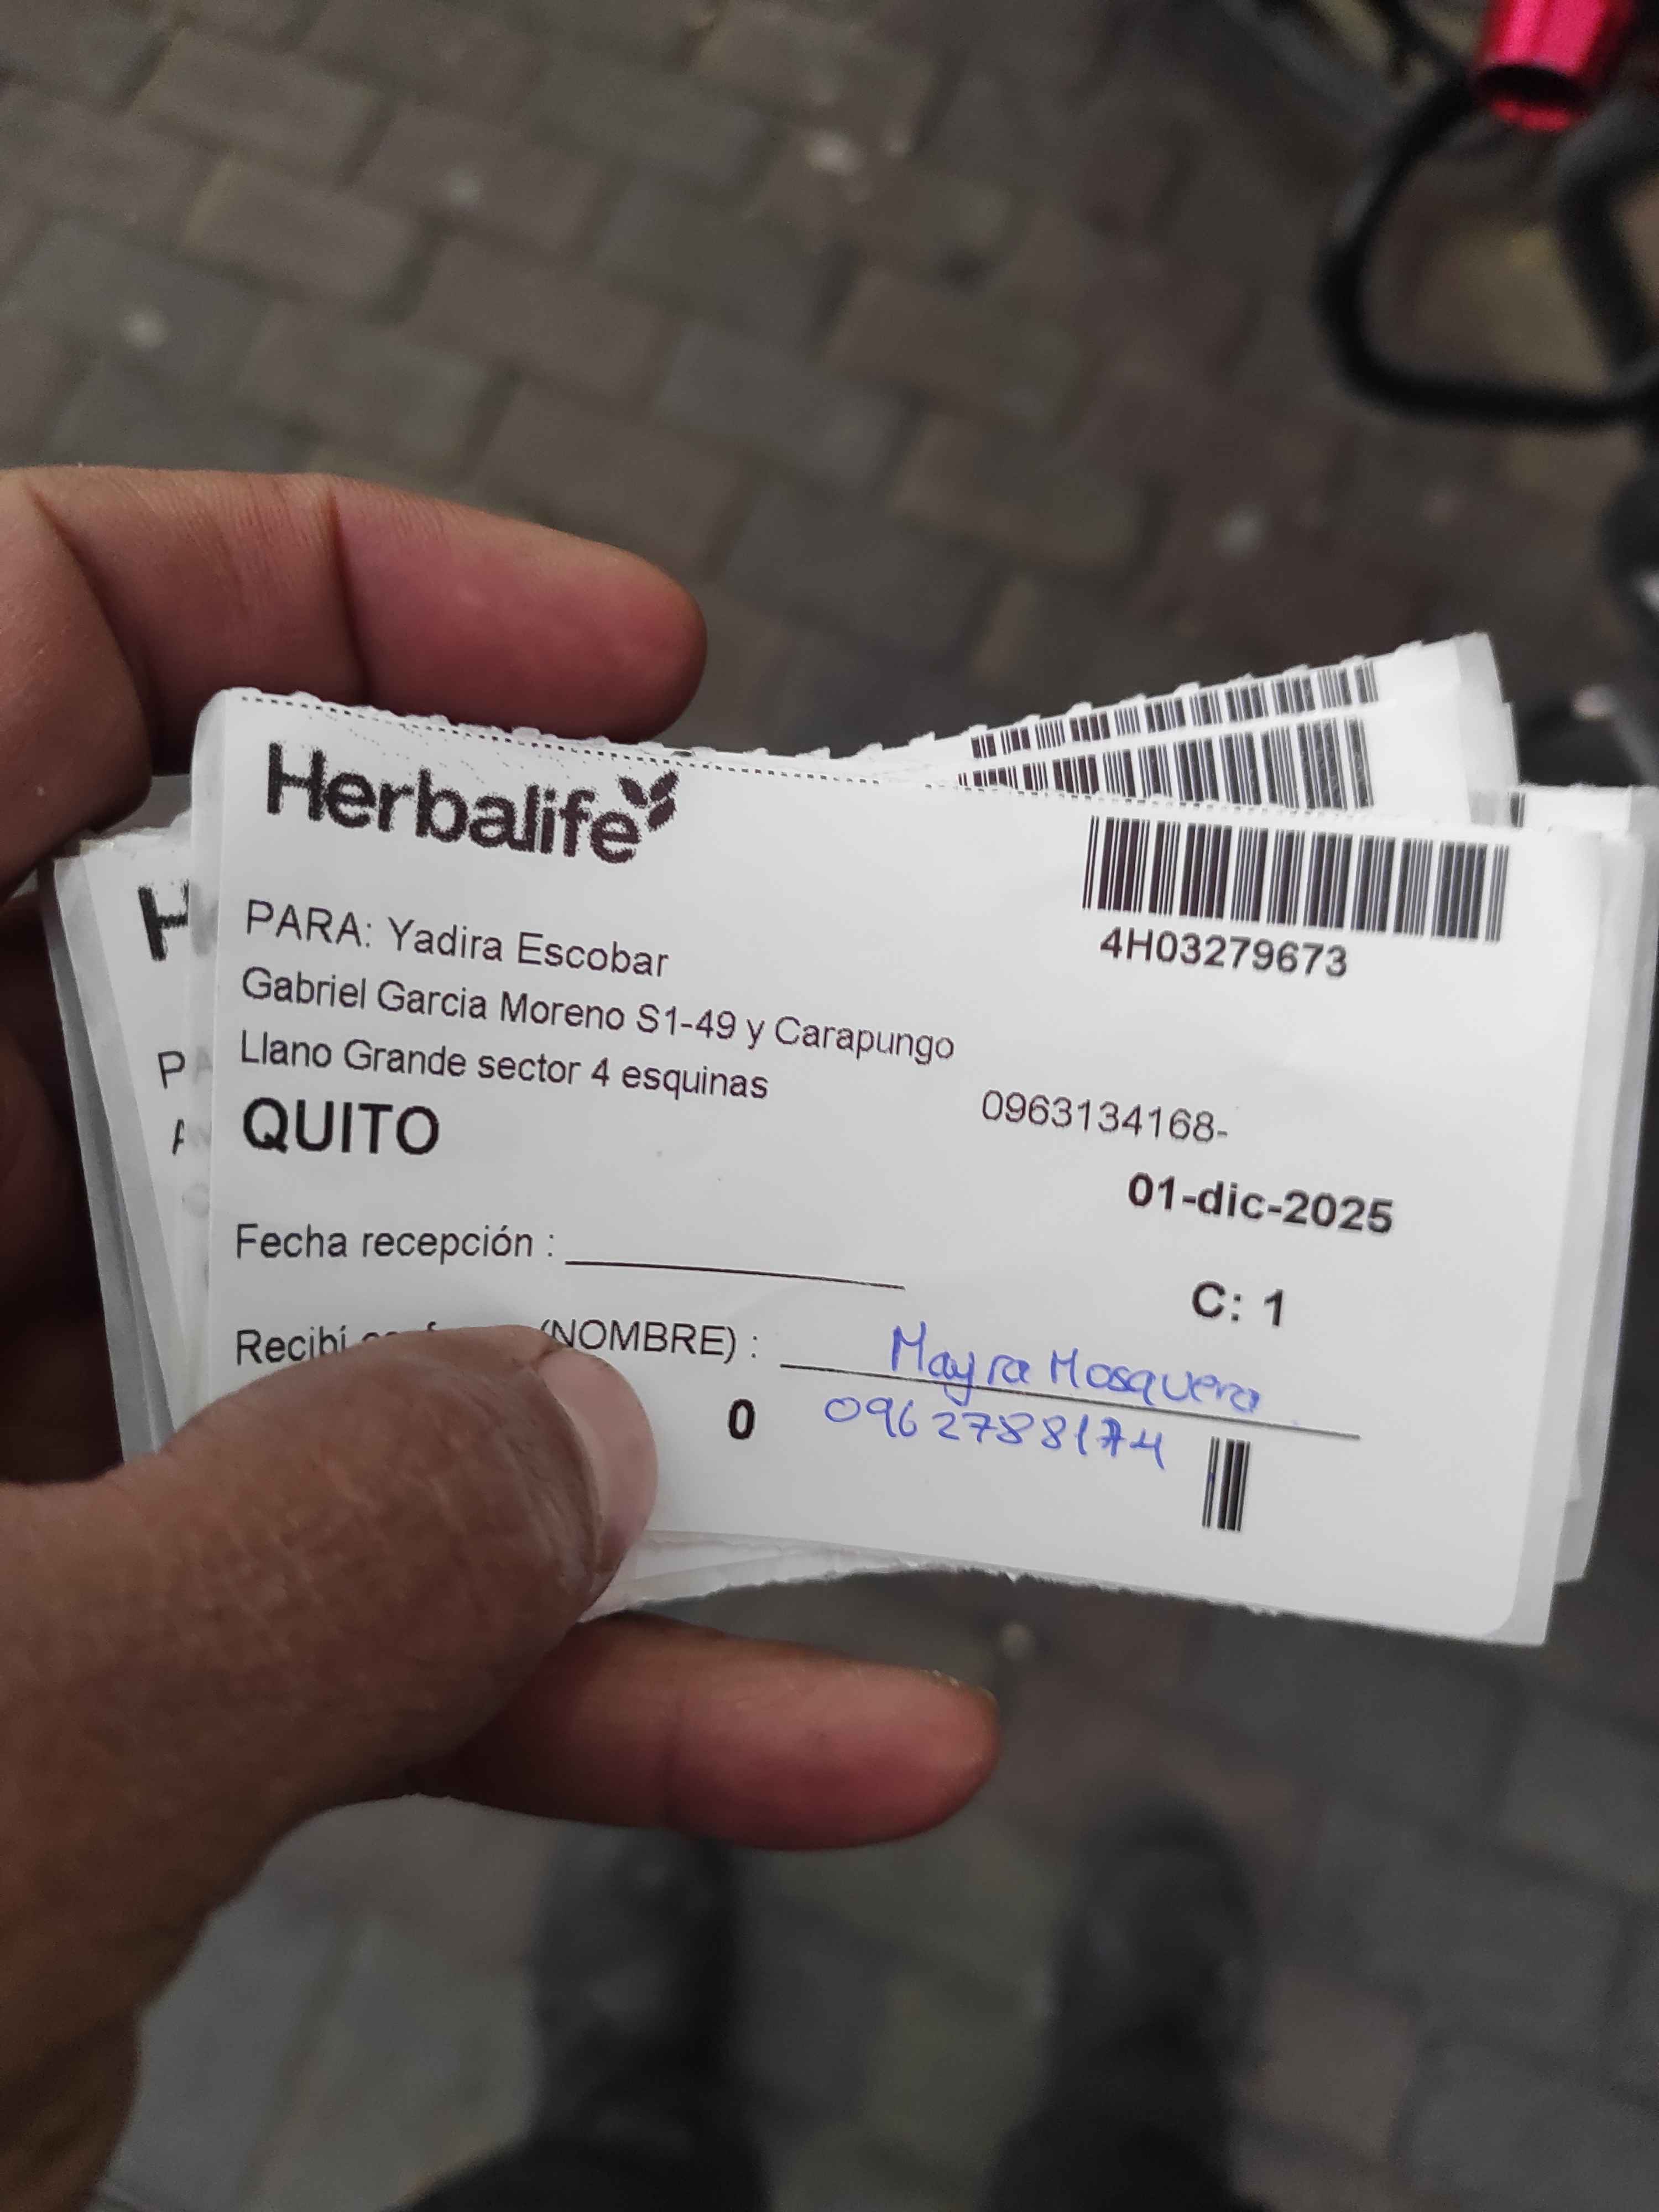 Herbalife
4H03279673
PARA: Yadira Escobar
Gabriel Garcia Moreno S1-49 y Carapungo
Llano Grande sector 4 esquinas
0963134168-
QUITO
01-dic-2025
Fecha recepción :
C: 1
Recibí (NOMBRE) : Mayra Mosquera
0 0962788174